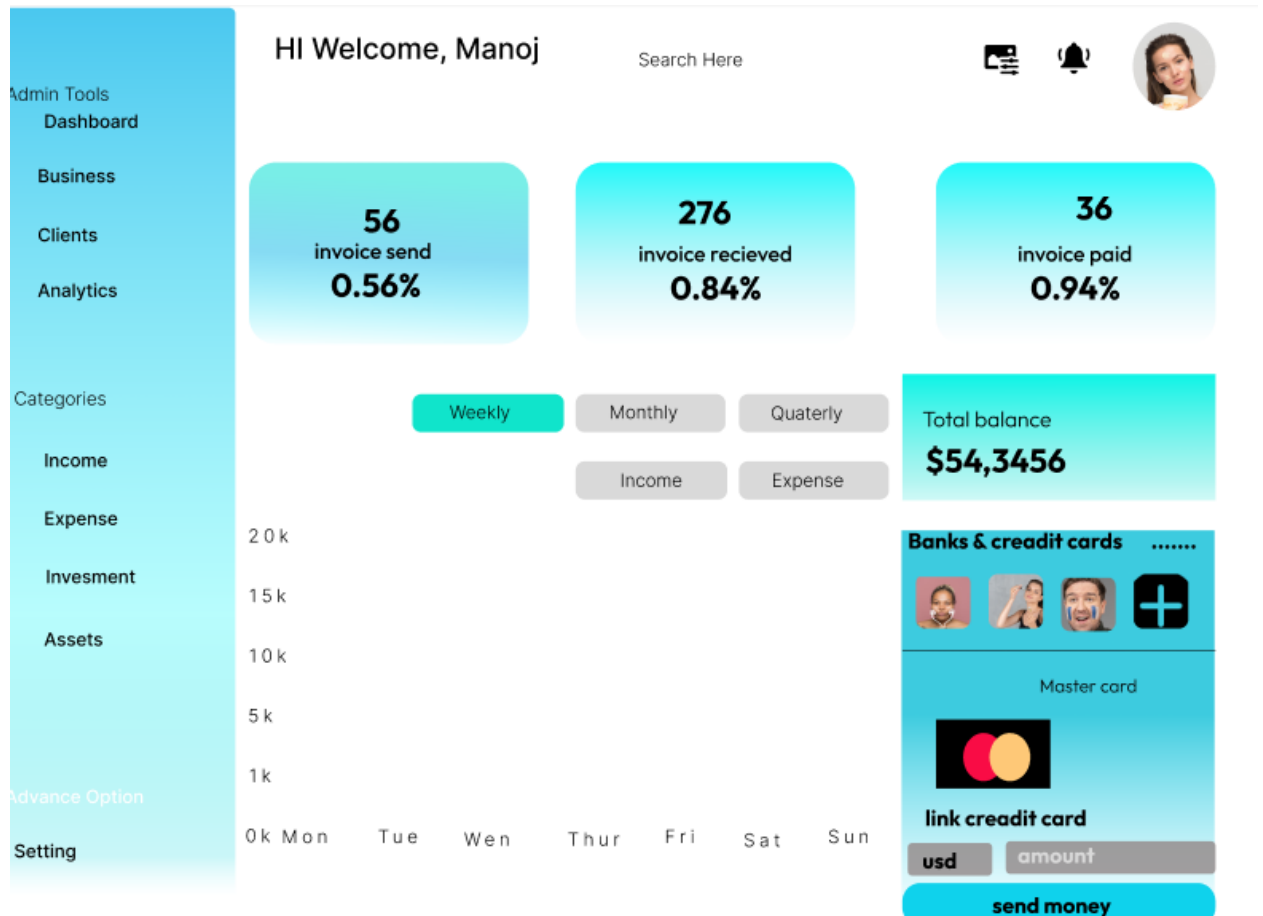 HI Welcome, Manoj
Search Here
Admin Tools
Dashboard
Business
Clients
Analytics
Categories
Income
Expense
Invesment
Assets
Advance Option
Setting
56
invoice send
0.56%
276
invoice recieved
0.84%
36
invoice paid
0.94%
Weekly Monthly Quaterly
Income Expense
20k
15k
10k
5k
1k
0k Mon Tue Wen Thur Fri Sat Sun
Total balance
$54,3456
Banks & creadit cards .......
Master card
link creadit card
usd amount
send money